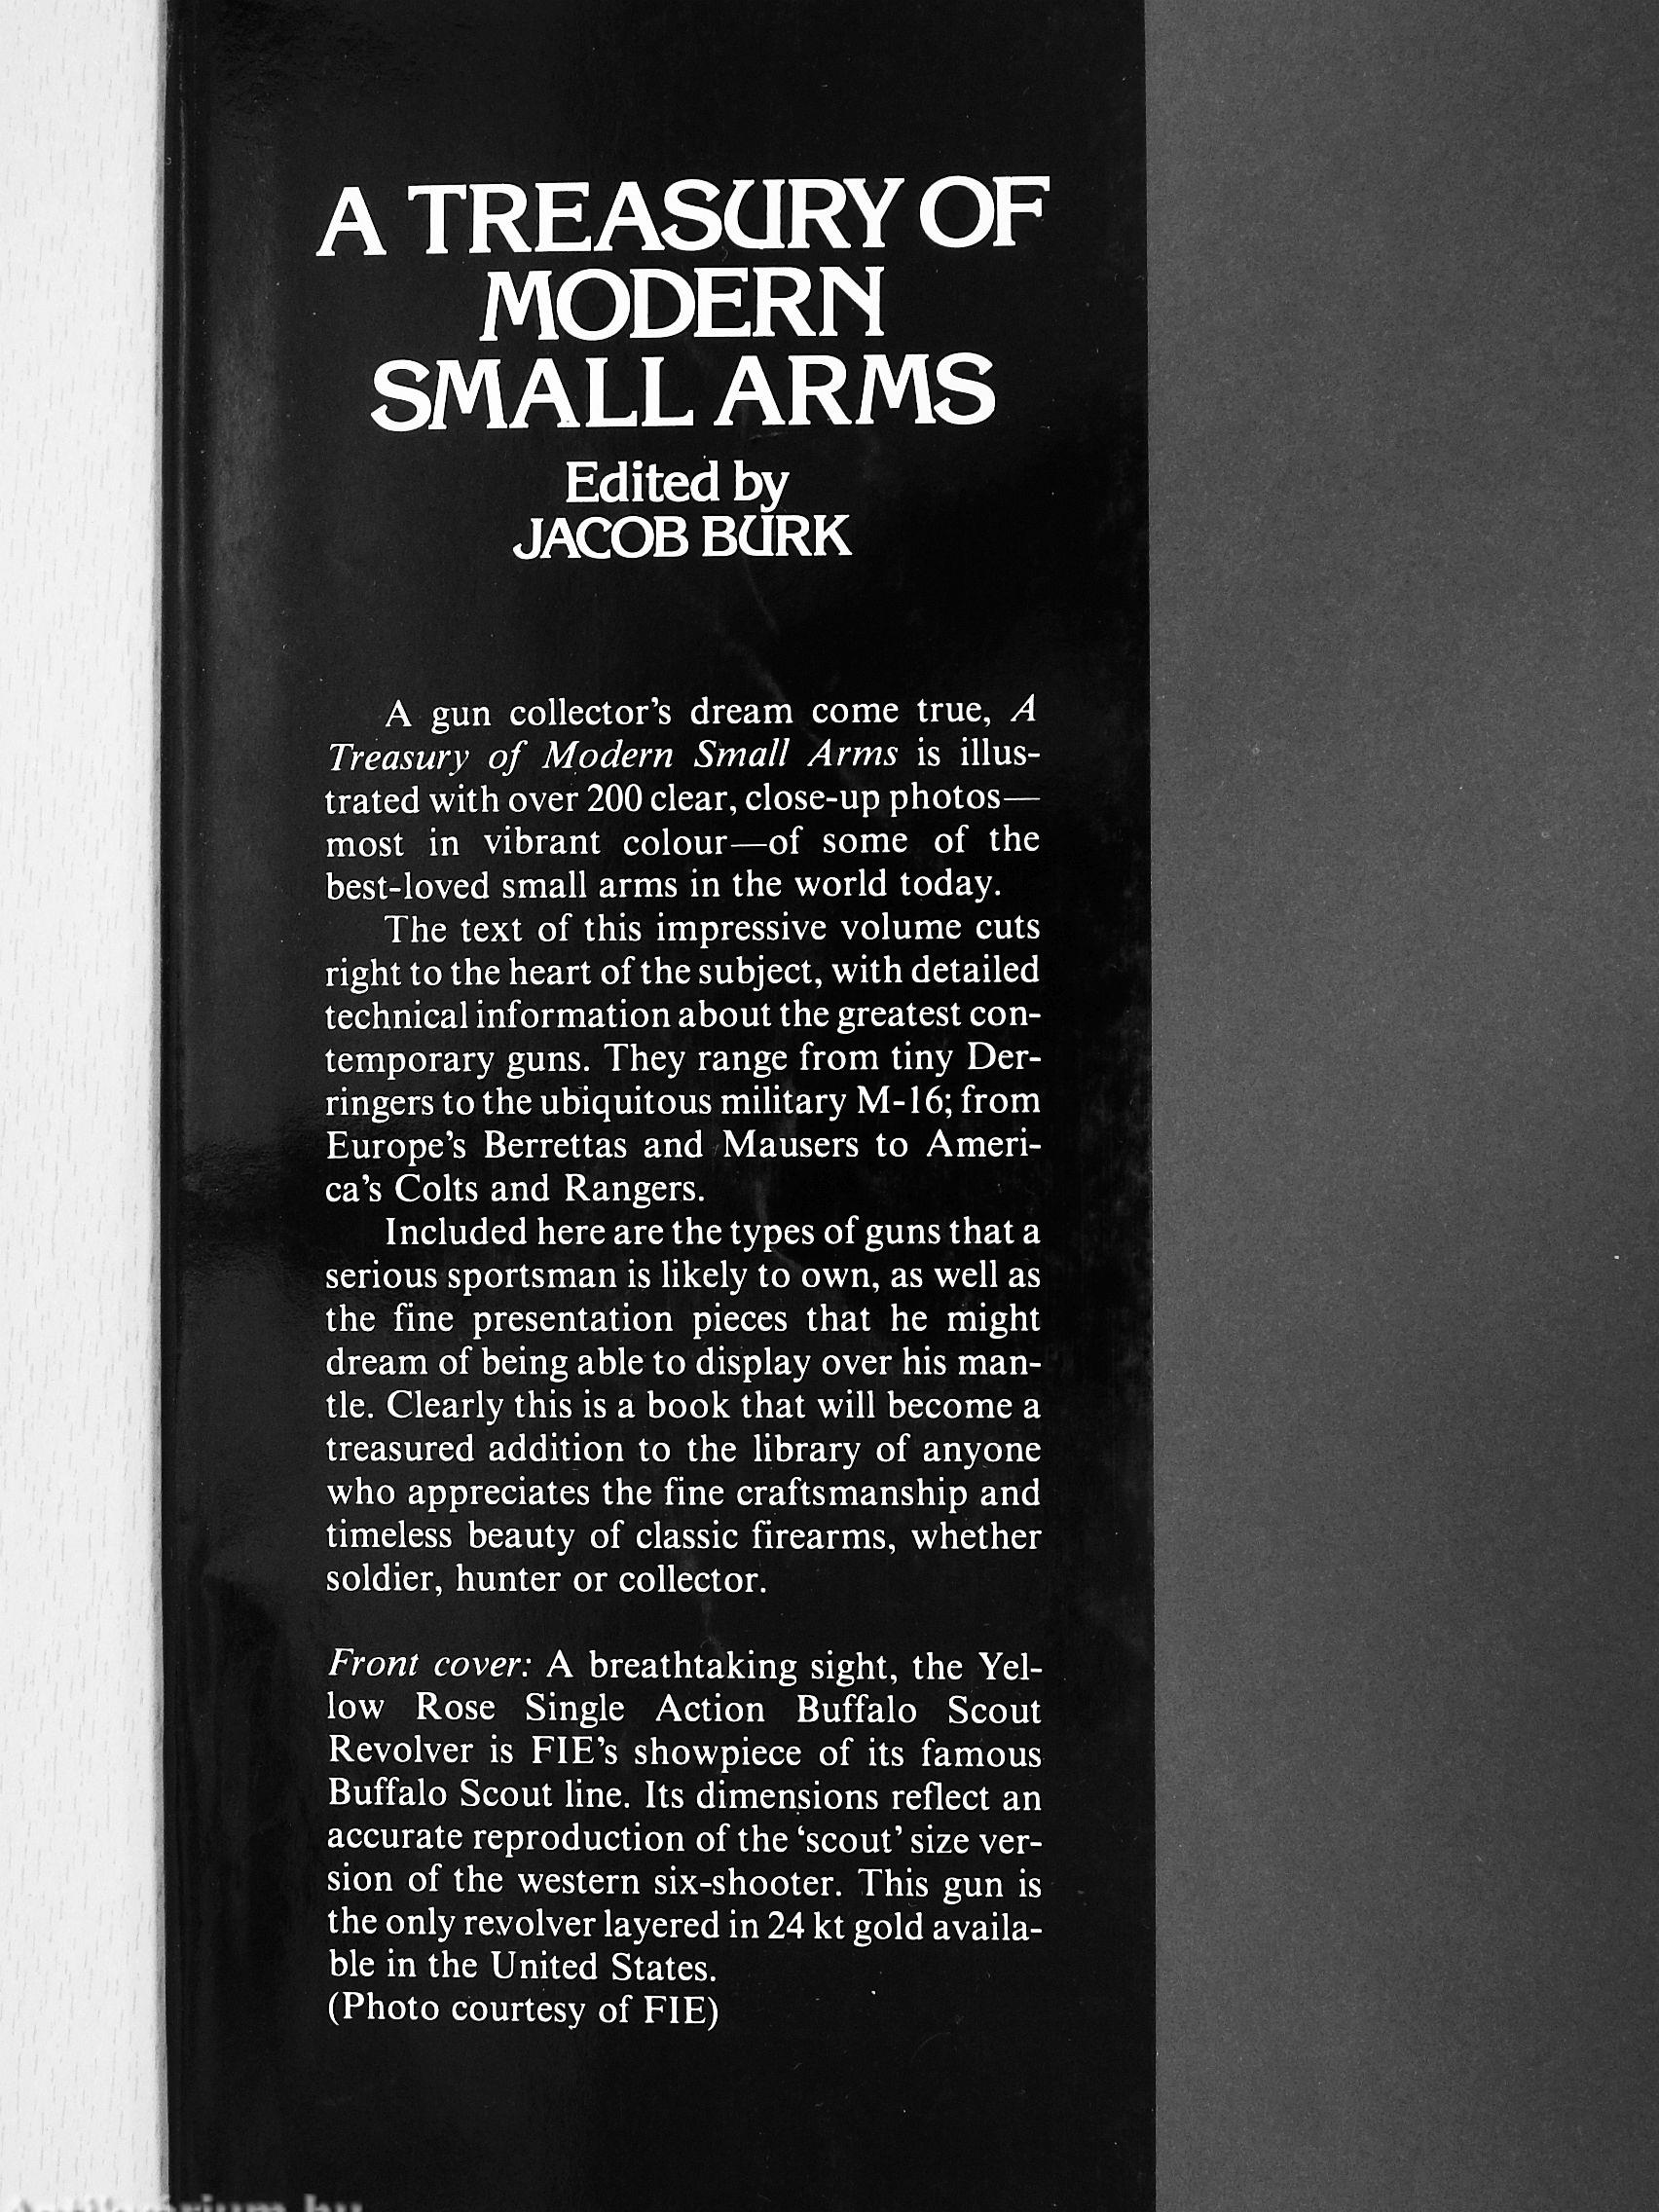 A TREASURY OF
MODERN
SMALL ARMS
Edited by
JACOB BURK
A gun collector's dream come true, A
Treasury of Modern Small Arms is illus-
trated with over 200 clear, close-up photos—
most in vibrant colour—of some of the
best-loved small arms in the world today.
The text of this impressive volume cuts
right to the heart of the subject, with detailed
technical information about the greatest con-
temporary guns. They range from tiny Der-
ringers to the ubiquitous military M-16; from
Europe's Berrettas and Mausers to Ameri-
ca's Colts and Rangers.
Included here are the types of guns that a
serious sportsman is likely to own, as well as
the fine presentation pieces that he might
dream of being able to display over his man-
tle. Clearly this is a book that will become a
treasured addition to the library of anyone
who appreciates the fine craftsmanship and
timeless beauty of classic firearms, whether
soldier, hunter or collector.
Front cover: A breathtaking sight, the Yel-
low Rose Single Action Buffalo Scout
Revolver is FIE's showpiece of its famous
Buffalo Scout line. Its dimensions reflect an
accurate reproduction of the 'scout' size ver-
sion of the western six-shooter. This gun is
the only revolver layered in 24 kt gold availa-
ble in the United States.
(Photo courtesy of FIE)